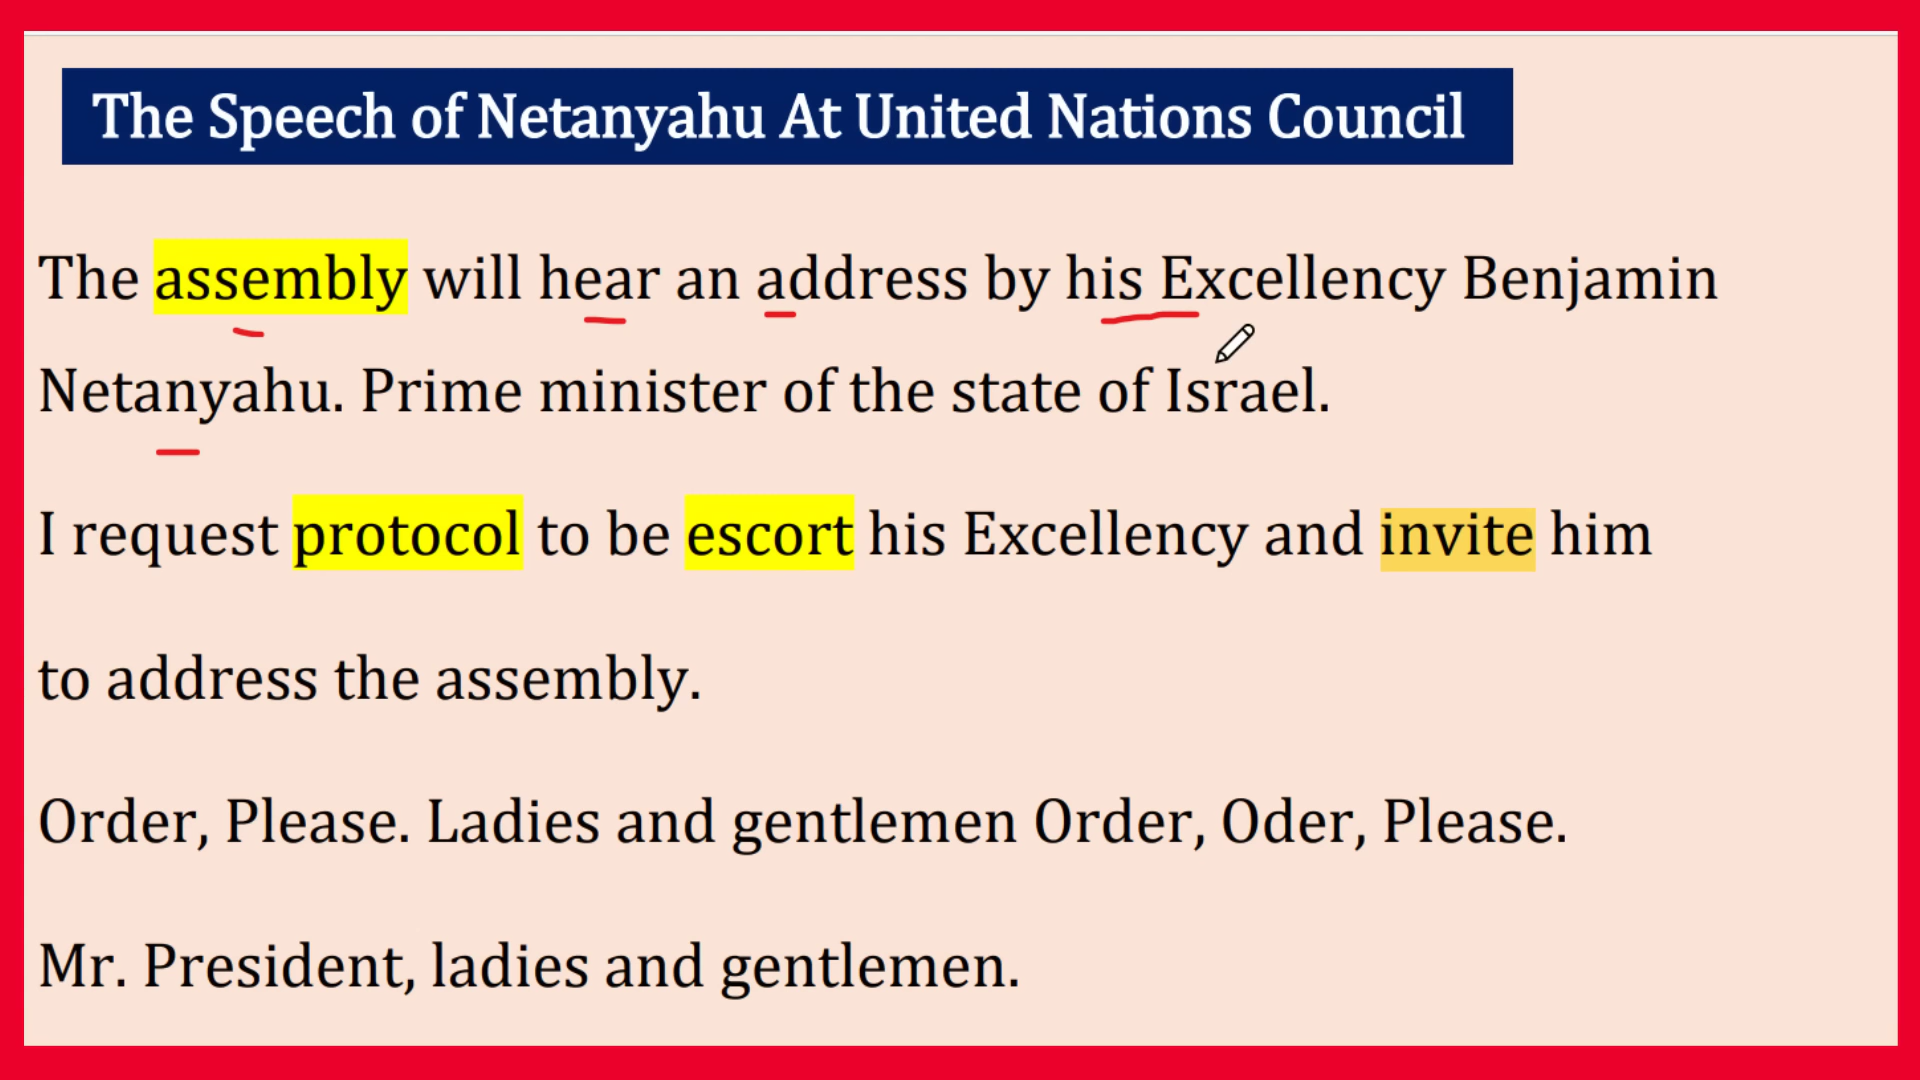 The Speech of Netanyahu At United Nations Council
The assembly will hear an address by his Excellency Benjamin
Netanyahu. Prime minister of the state of Israel.
I request protocol to be escort his Excellency and invite him
to address the assembly.
Order, Please. Ladies and gentlemen Order, Oder, Please.
Mr. President, ladies and gentlemen.